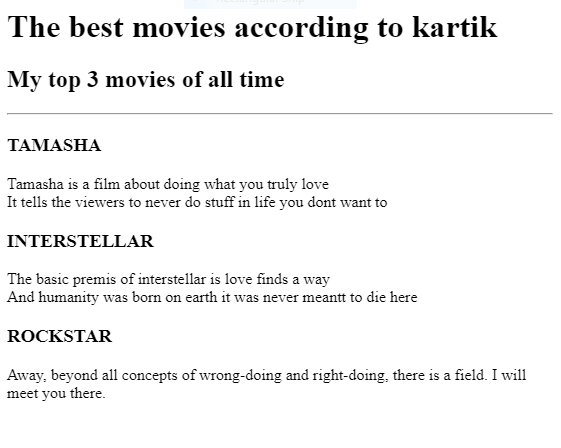 The best movies according to kartik
My top 3 movies of all time
TAMASHA
Tamasha is a film about doing what you truly love
It tells the viewers to never do stuff in life you dont want to
INTERSTELLAR
The basic premis of interstellar is love finds a way
And humanity was born on earth it was never meantt to die here
ROCKSTAR
Away, beyond all concepts of wrong-doing and right-doing, there is a field. I will
meet you there.